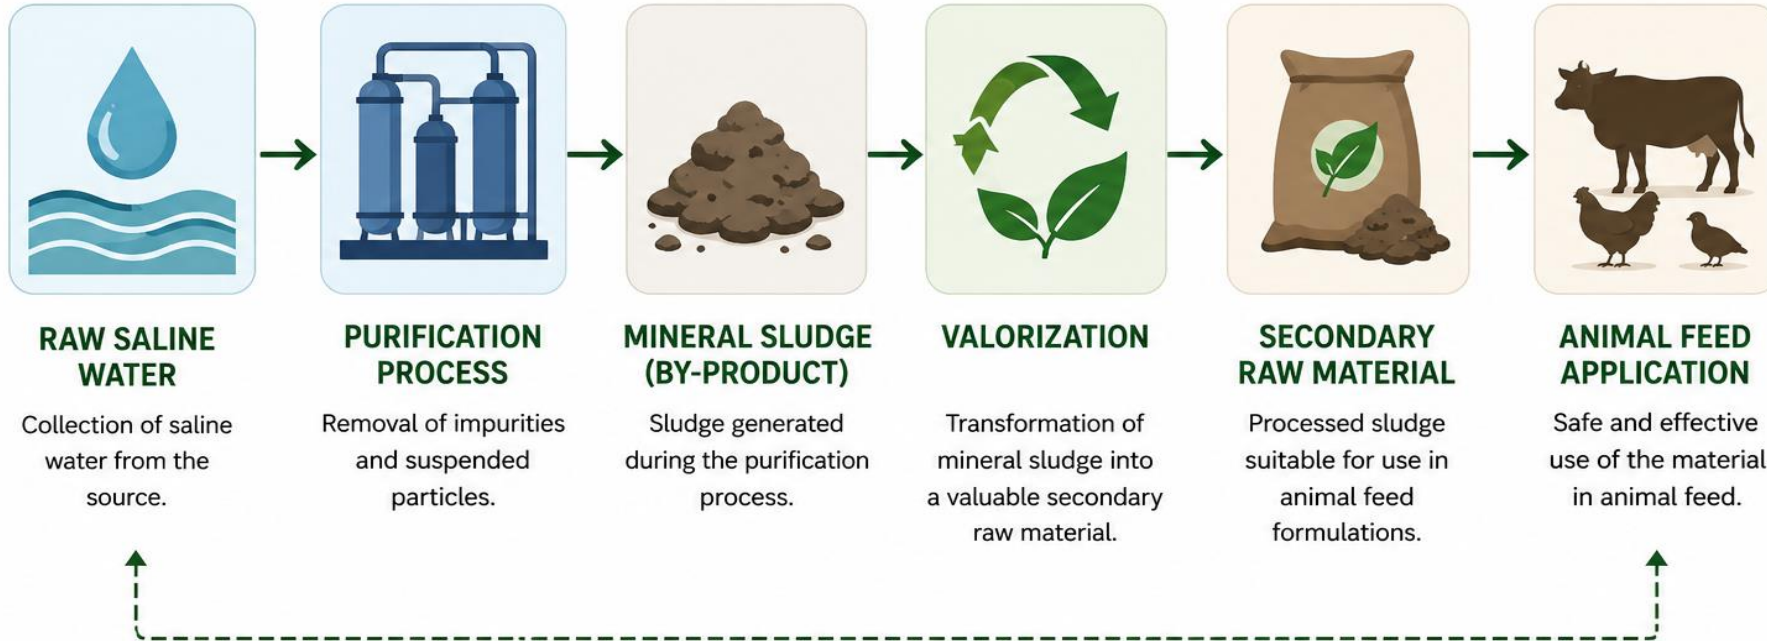 RAW SALINE
WATER
Collection of saline
water from the
source.
PURIFICATION
PROCESS
Removal of impurities
and suspended
particles.
MINERAL SLUDGE
(BY-PRODUCT)
Sludge generated
during the purification
process.
VALORIZATION
Transformation of
mineral sludge into
a valuable secondary
raw material.
SECONDARY
RAW MATERIAL
Processed sludge
suitable for use in
animal feed
formulations.
ANIMAL FEED
APPLICATION
Safe and effective
use of the material
in animal feed.